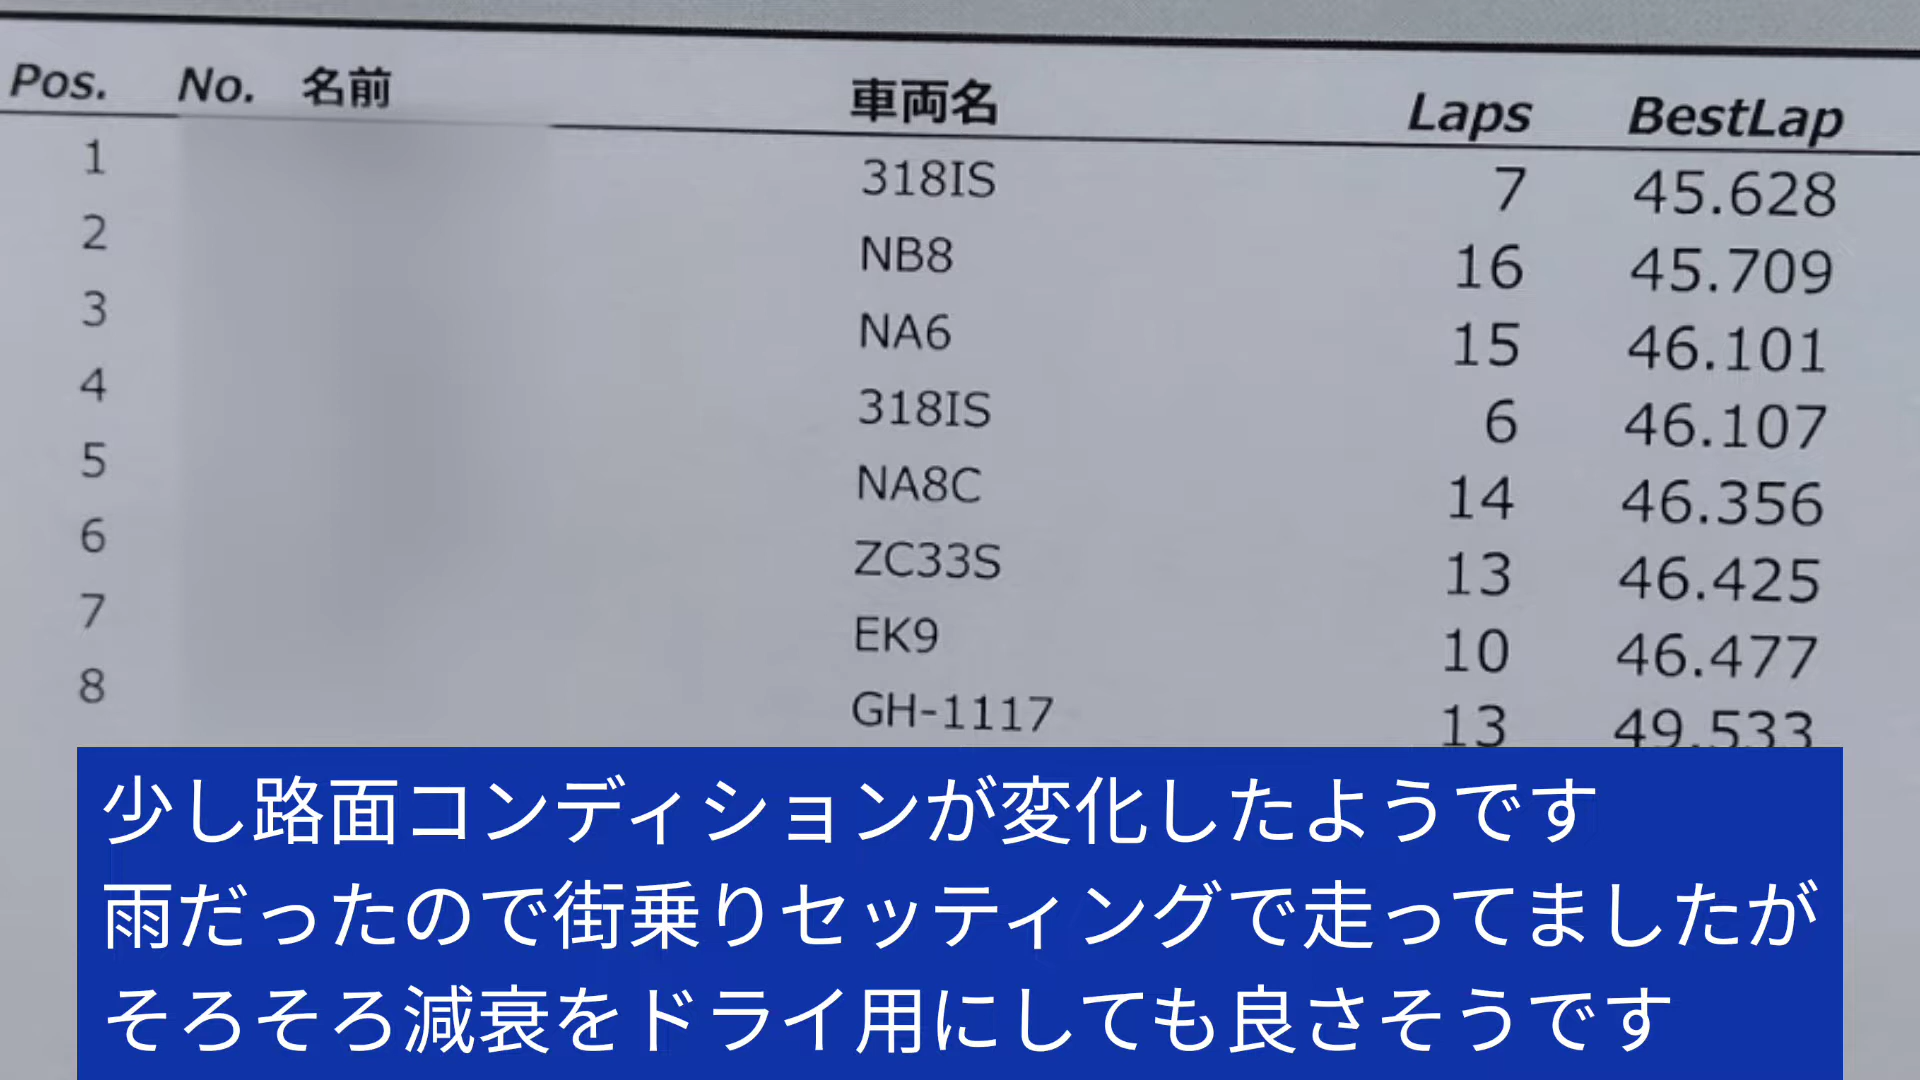 Pos. No. 名前 車両名 Laps BestLap
1 318IS 7 45.628
2 NB8 16 45.709
3 NA6 15 46.101
4 318IS 6 46.107
5 NA8C 14 46.356
6 ZC33S 13 46.425
7 EK9 10 46.477
8 GH-1117 13 49.533
少し路面コンディションが変化したようです
雨だったので街乗りセッティングで走ってましたが
そろそろ減衰をドライ用にしても良さそうです